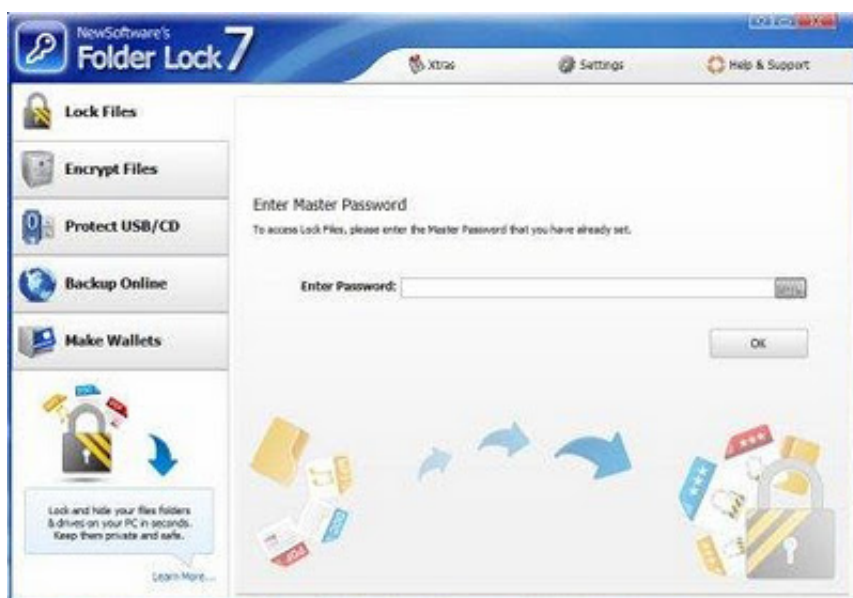 NewSoftware's
Folder Lock 7
Xtras
Settings
Help & Support
Lock Files
Encrypt Files
Protect USB/CD
Backup Online
Make Wallets
Enter Master Password
To access Lock Files, please enter the Master Password that you have already set.
Enter Password:
OK
PDF
Lock and hide your files folders
& drives on your PC in seconds.
Keep them private and safe.
Learn More...
DOC
PDF
***
***